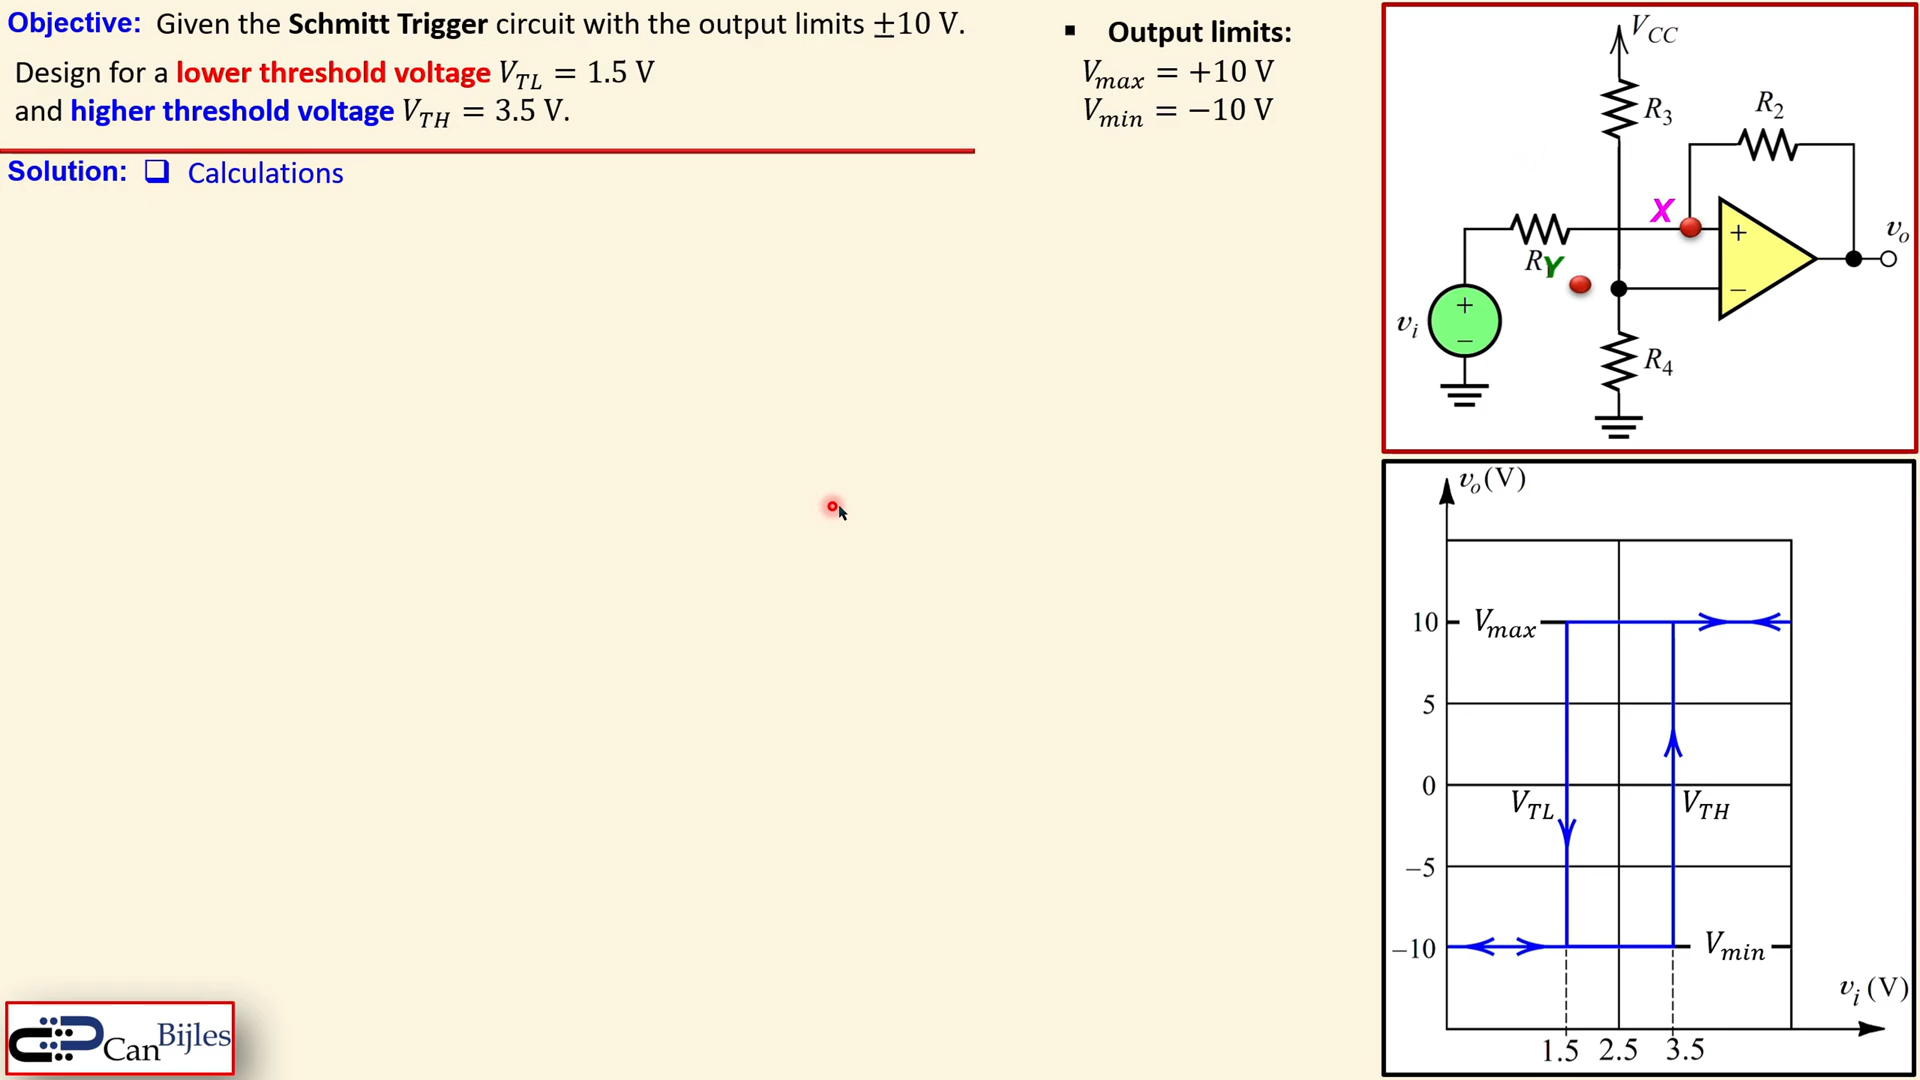 Objective: Given the Schmitt Trigger circuit with the output limits ±10 V.
Design for a lower threshold voltage V_TL = 1.5 V
and higher threshold voltage V_TH = 3.5 V.
Solution: ❑ Calculations
▪ Output limits:
V_max = +10 V
V_min = −10 V
V_CC
R_3
R_2
X
+
v_o
R
Y
−
+
v_i
−
R_4
v_o (V)
10
V_max
5
0
V_TL
V_TH
−5
−10
V_min
v_i (V)
1.5 2.5 3.5
CanBijles